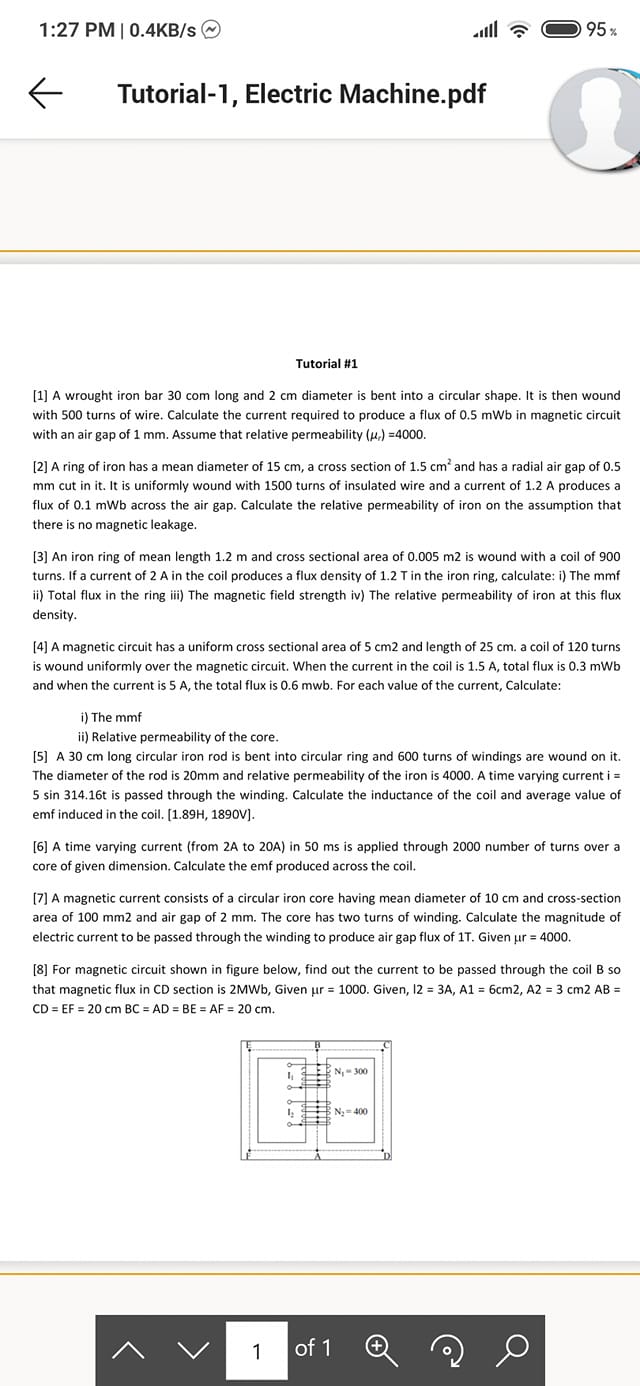 1:27 PM | 0.4KB/s
95 %
Tutorial-1, Electric Machine.pdf
Tutorial #1
[1] A wrought iron bar 30 com long and 2 cm diameter is bent into a circular shape. It is then wound
with 500 turns of wire. Calculate the current required to produce a flux of 0.5 mWb in magnetic circuit
with an air gap of 1 mm. Assume that relative permeability (μᵣ) =4000.
[2] A ring of iron has a mean diameter of 15 cm, a cross section of 1.5 cm² and has a radial air gap of 0.5
mm cut in it. It is uniformly wound with 1500 turns of insulated wire and a current of 1.2 A produces a
flux of 0.1 mWb across the air gap. Calculate the relative permeability of iron on the assumption that
there is no magnetic leakage.
[3] An iron ring of mean length 1.2 m and cross sectional area of 0.005 m2 is wound with a coil of 900
turns. If a current of 2 A in the coil produces a flux density of 1.2 T in the iron ring, calculate: i) The mmf
ii) Total flux in the ring iii) The magnetic field strength iv) The relative permeability of iron at this flux
density.
[4] A magnetic circuit has a uniform cross sectional area of 5 cm2 and length of 25 cm. a coil of 120 turns
is wound uniformly over the magnetic circuit. When the current in the coil is 1.5 A, total flux is 0.3 mWb
and when the current is 5 A, the total flux is 0.6 mwb. For each value of the current, Calculate:
i) The mmf
ii) Relative permeability of the core.
[5] A 30 cm long circular iron rod is bent into circular ring and 600 turns of windings are wound on it.
The diameter of the rod is 20mm and relative permeability of the iron is 4000. A time varying current i =
5 sin 314.16t is passed through the winding. Calculate the inductance of the coil and average value of
emf induced in the coil. [1.89H, 1890V].
[6] A time varying current (from 2A to 20A) in 50 ms is applied through 2000 number of turns over a
core of given dimension. Calculate the emf produced across the coil.
[7] A magnetic current consists of a circular iron core having mean diameter of 10 cm and cross-section
area of 100 mm2 and air gap of 2 mm. The core has two turns of winding. Calculate the magnitude of
electric current to be passed through the winding to produce air gap flux of 1T. Given μr = 4000.
[8] For magnetic circuit shown in figure below, find out the current to be passed through the coil B so
that magnetic flux in CD section is 2MWb, Given μr = 1000. Given, I2 = 3A, A1 = 6cm2, A2 = 3 cm2 AB =
CD = EF = 20 cm BC = AD = BE = AF = 20 cm.
E B C
I₁ N₁ = 300
I₂ N₂ = 400
F A D
1 of 1